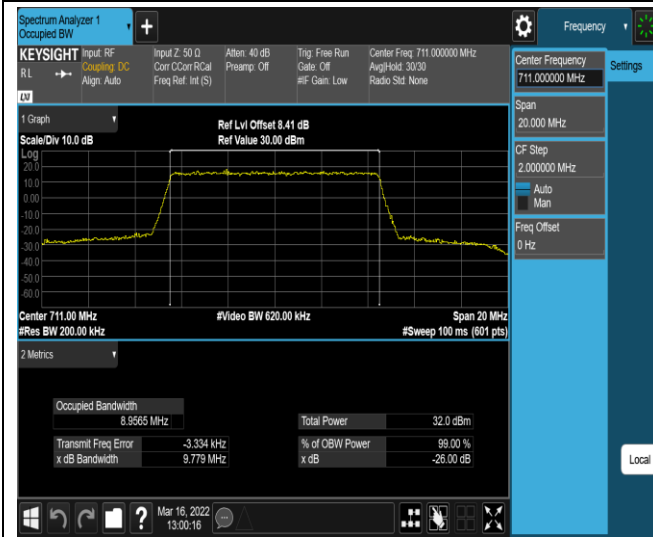 Spectrum Analyzer 1
Occupied BW
+
Frequency
KEYSIGHT
R L
LXI
Input: RF
Coupling: DC
Align: Auto
Input Z: 50 Ω
Corr CCorr RCal
Freq Ref: Int (S)
Atten: 40 dB
Preamp: Off
Trig: Free Run
Gate: Off
#IF Gain: Low
Center Freq: 711.000000 MHz
Avg|Hold: 30/30
Radio Std: None
Center Frequency
711.000000 MHz
Settings
Span
20.000 MHz
CF Step
2.000000 MHz
Auto
Man
Freq Offset
0 Hz
Local
1 Graph
Scale/Div 10.0 dB
Ref Lvl Offset 8.41 dB
Ref Value 30.00 dBm
Log
20.0
10.0
0.00
-10.0
-20.0
-30.0
-40.0
-50.0
-60.0
Center 711.00 MHz
#Video BW 620.00 kHz
Span 20 MHz
#Res BW 200.00 kHz
#Sweep 100 ms (601 pts)
2 Metrics
Occupied Bandwidth
8.9565 MHz
Total Power 32.0 dBm
Transmit Freq Error -3.334 kHz
% of OBW Power 99.00 %
x dB Bandwidth 9.779 MHz
x dB -26.00 dB
?
Mar 16, 2022
13:00:16